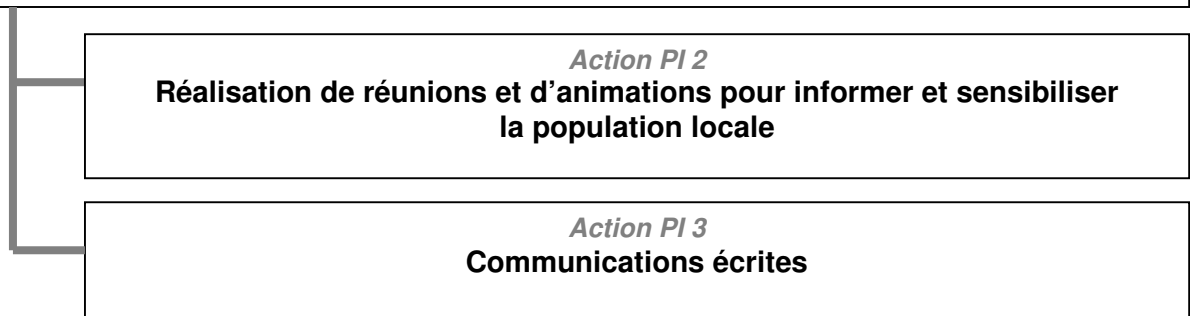 Action PI 2
Réalisation de réunions et d’animations pour informer et sensibiliser
la population locale
Action PI 3
Communications écrites